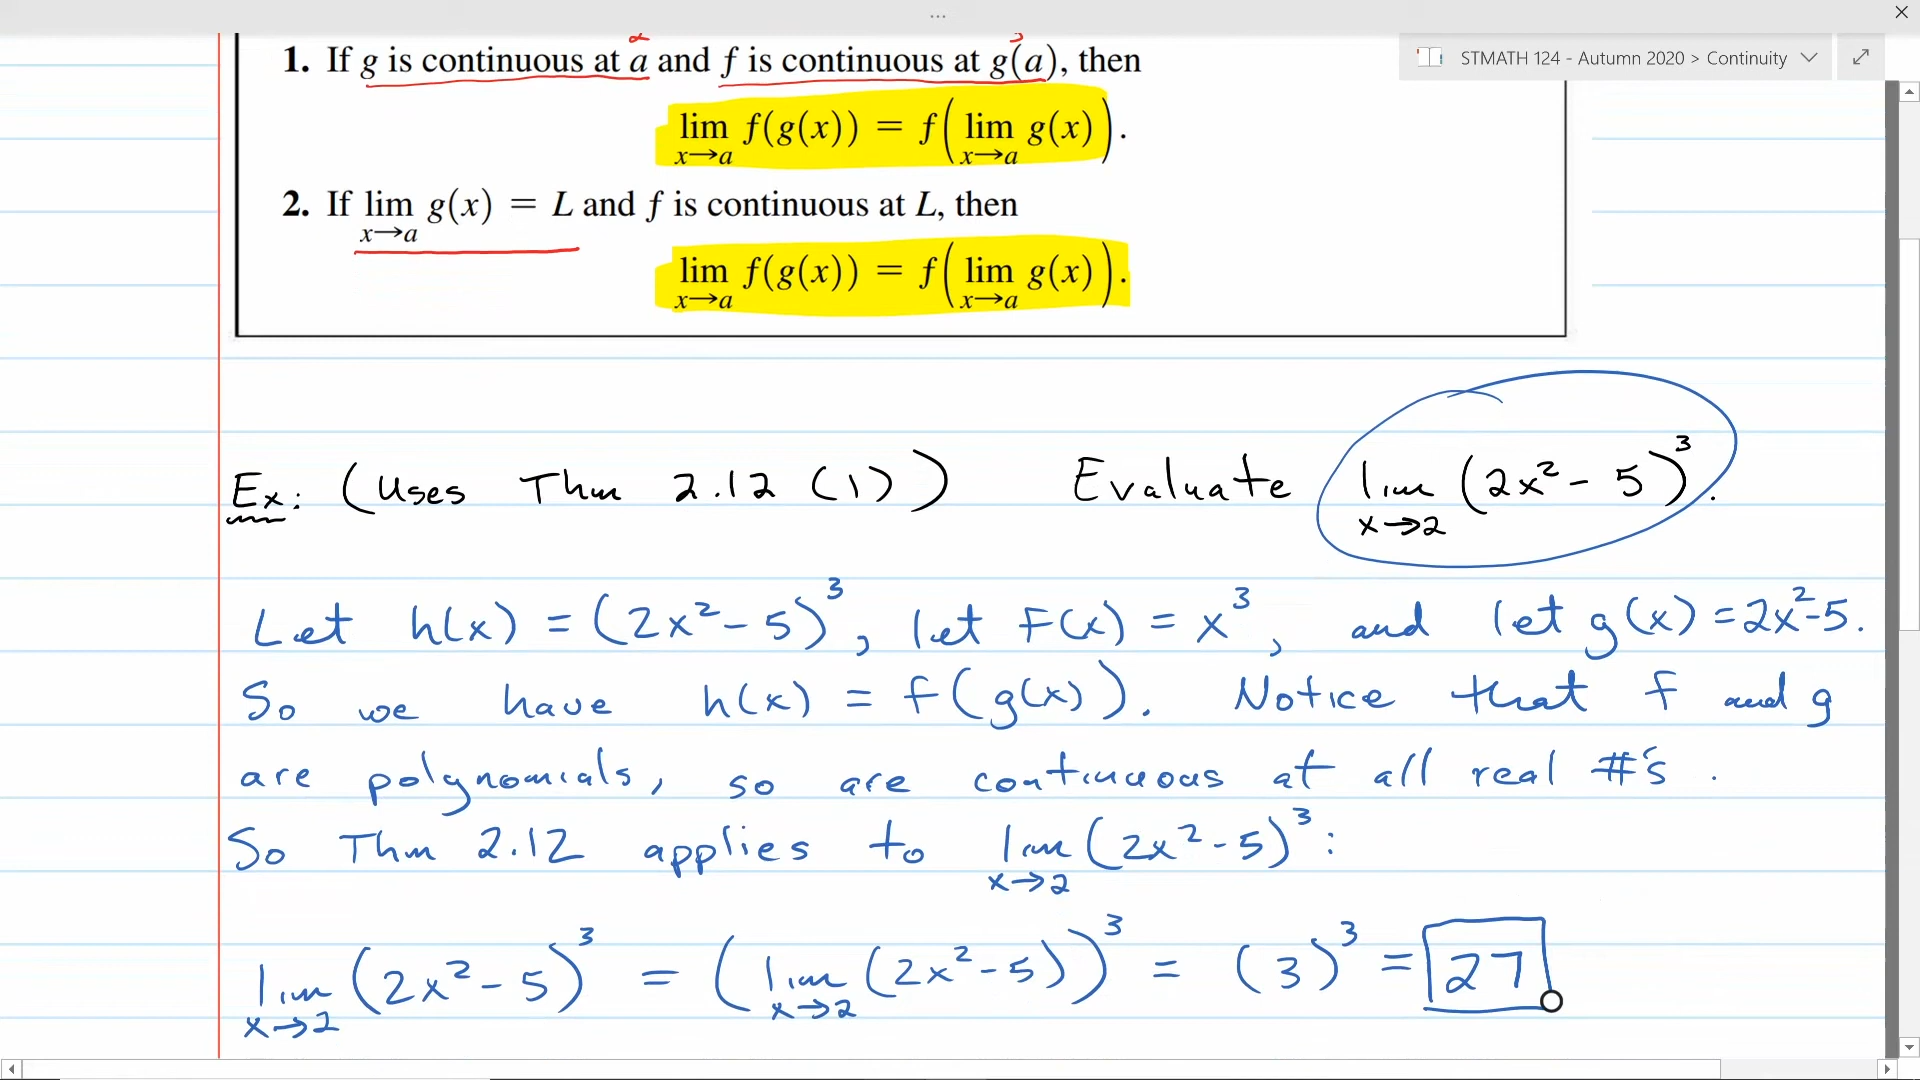 ...
STMATH 124 - Autumn 2020 > Continuity
1. If g is continuous at a and f is continuous at g(a), then
lim x→a f(g(x)) = f(lim x→a g(x)).
2. If lim x→a g(x) = L and f is continuous at L, then
lim x→a f(g(x)) = f(lim x→a g(x)).
Ex: (Uses Thm 2.12 (1)) Evaluate lim x→2 (2x² - 5)³.
Let h(x) = (2x² - 5)³, let f(x) = x³, and let g(x) = 2x² - 5.
So we have h(x) = f(g(x)). Notice that f and g
are polynomials, so are continuous at all real #'s.
So Thm 2.12 applies to lim x→2 (2x² - 5)³:
lim x→2 (2x² - 5)³ = (lim x→2 (2x² - 5))³ = (3)³ = 27